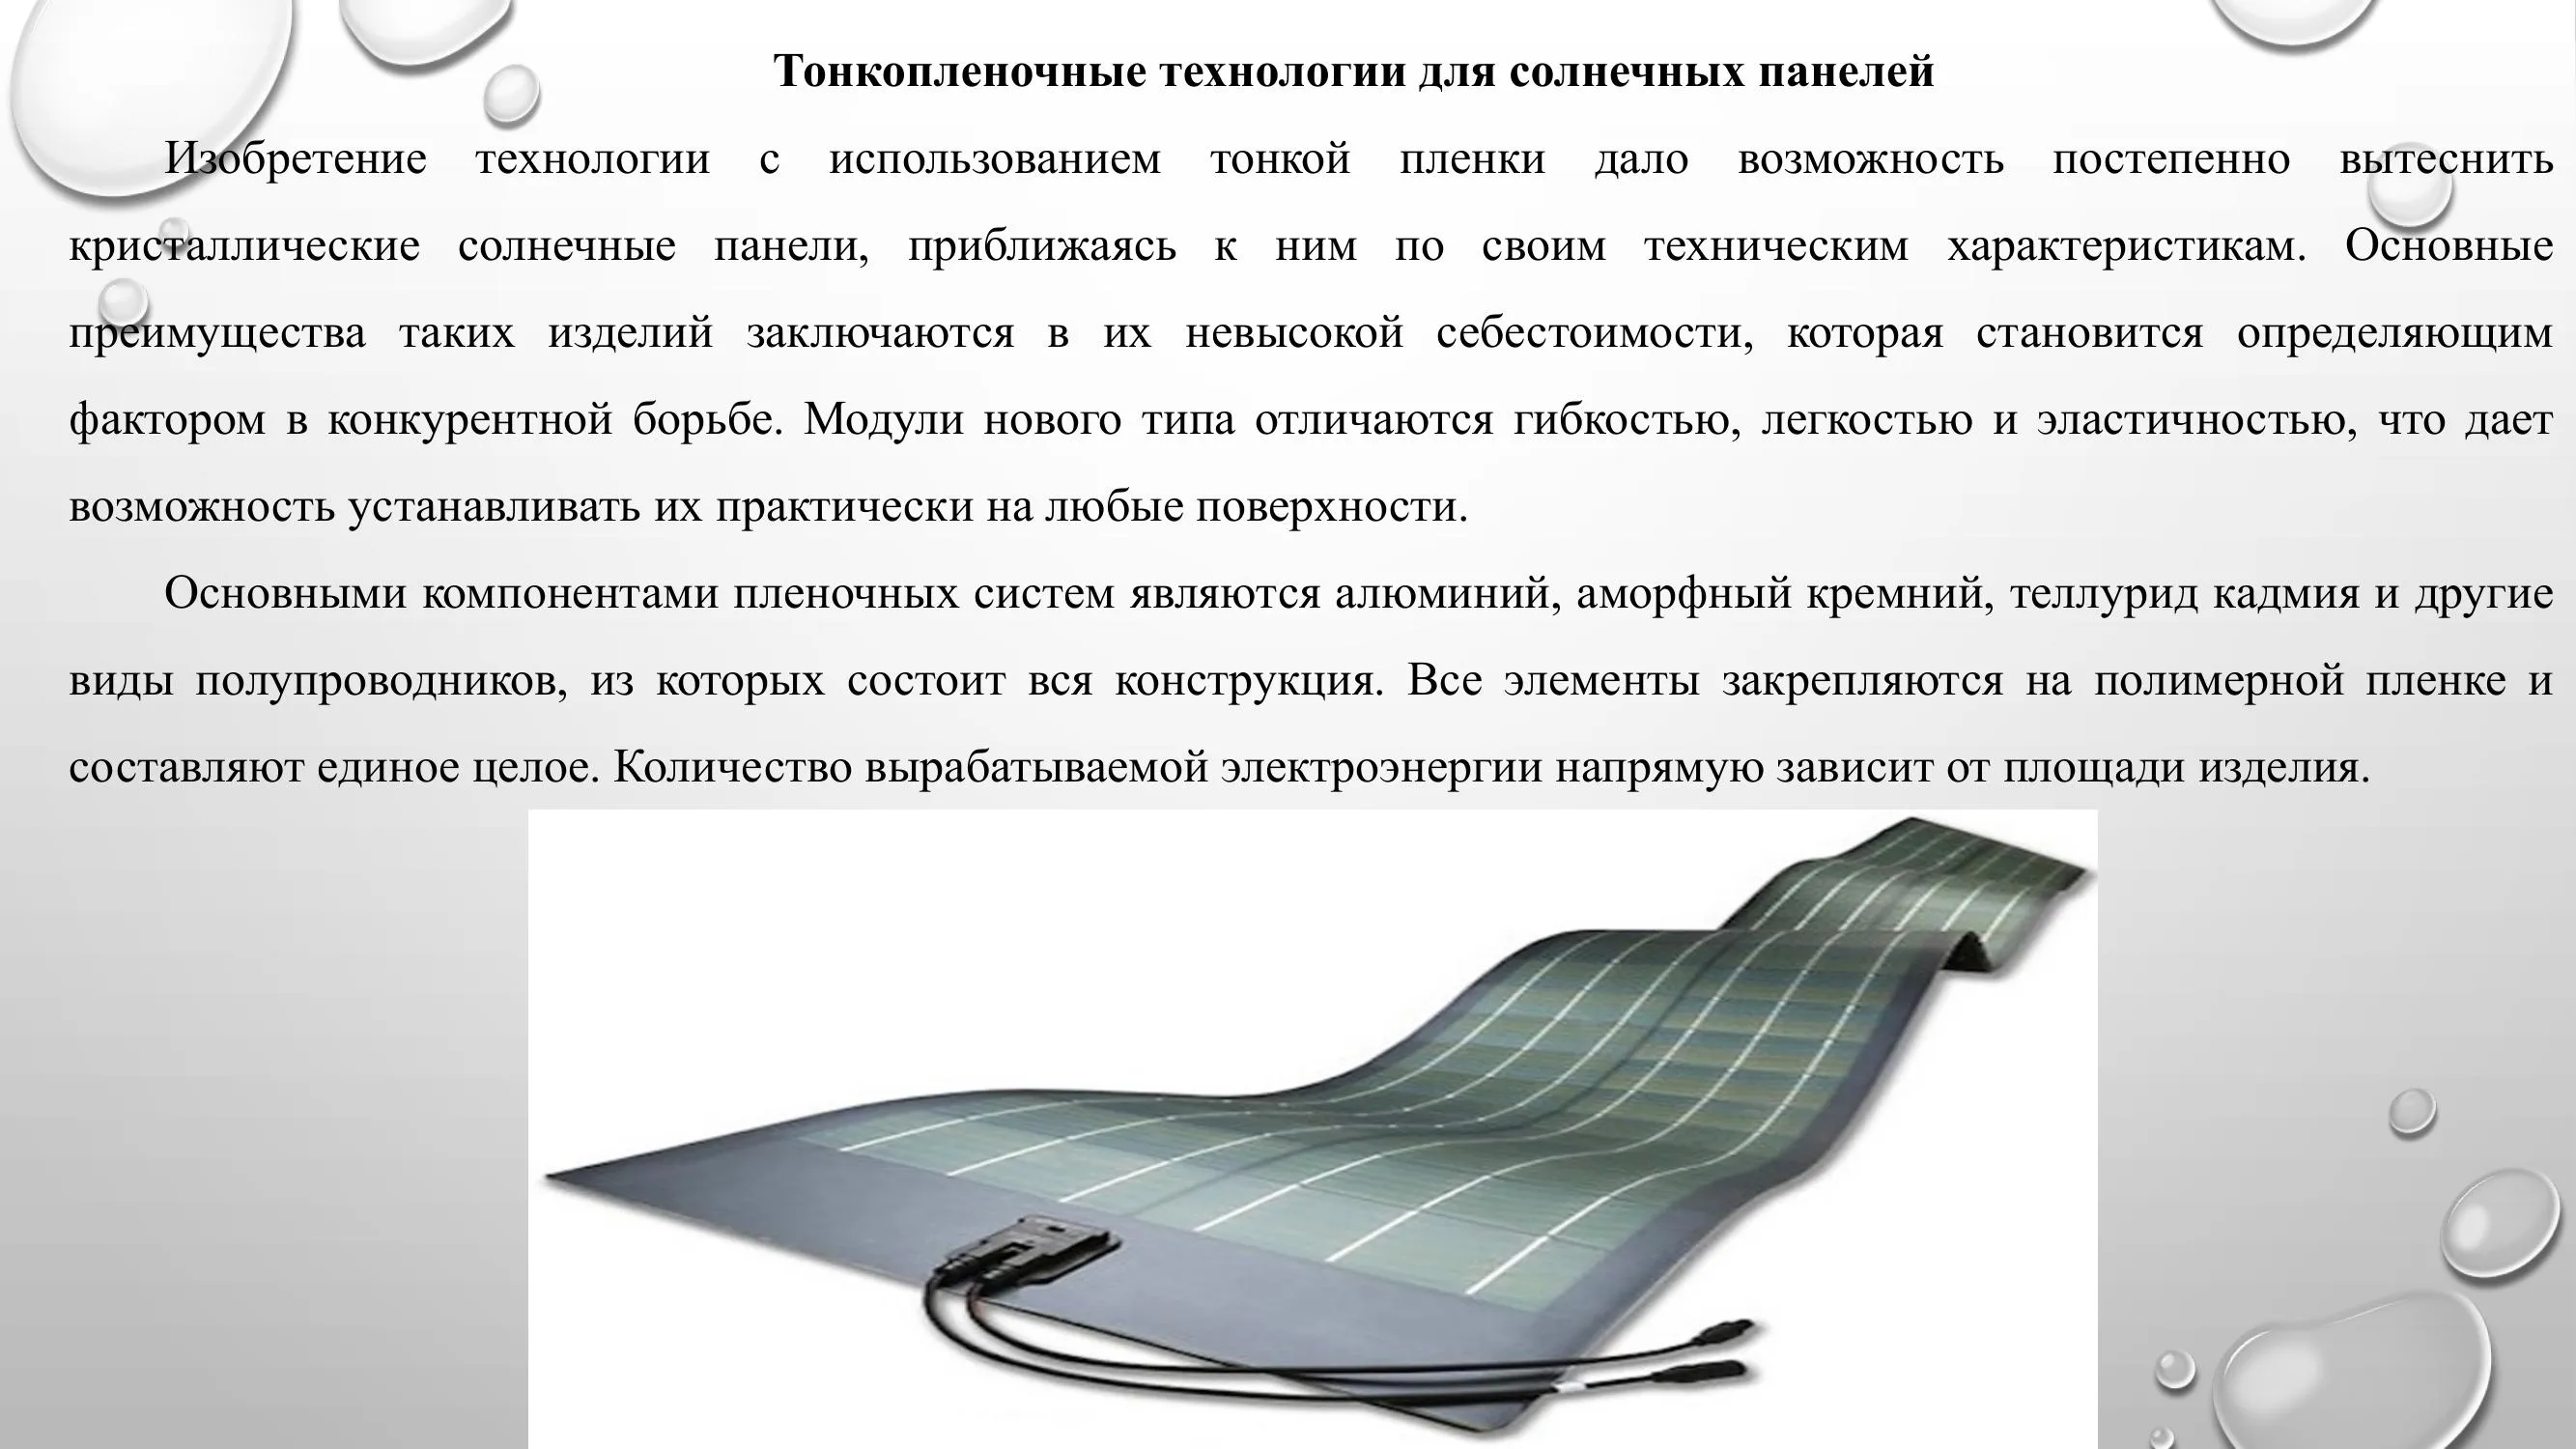 Тонкопленочные технологии для солнечных панелей
Изобретение технологии с использованием тонкой пленки дало возможность постепенно вытеснить
кристаллические солнечные панели, приближаясь к ним по своим техническим характеристикам. Основные
преимущества таких изделий заключаются в их невысокой себестоимости, которая становится определяющим
фактором в конкурентной борьбе. Модули нового типа отличаются гибкостью, легкостью и эластичностью, что дает
возможность устанавливать их практически на любые поверхности.
Основными компонентами пленочных систем являются алюминий, аморфный кремний, теллурид кадмия и другие
виды полупроводников, из которых состоит вся конструкция. Все элементы закрепляются на полимерной пленке и
составляют единое целое. Количество вырабатываемой электроэнергии напрямую зависит от площади изделия.